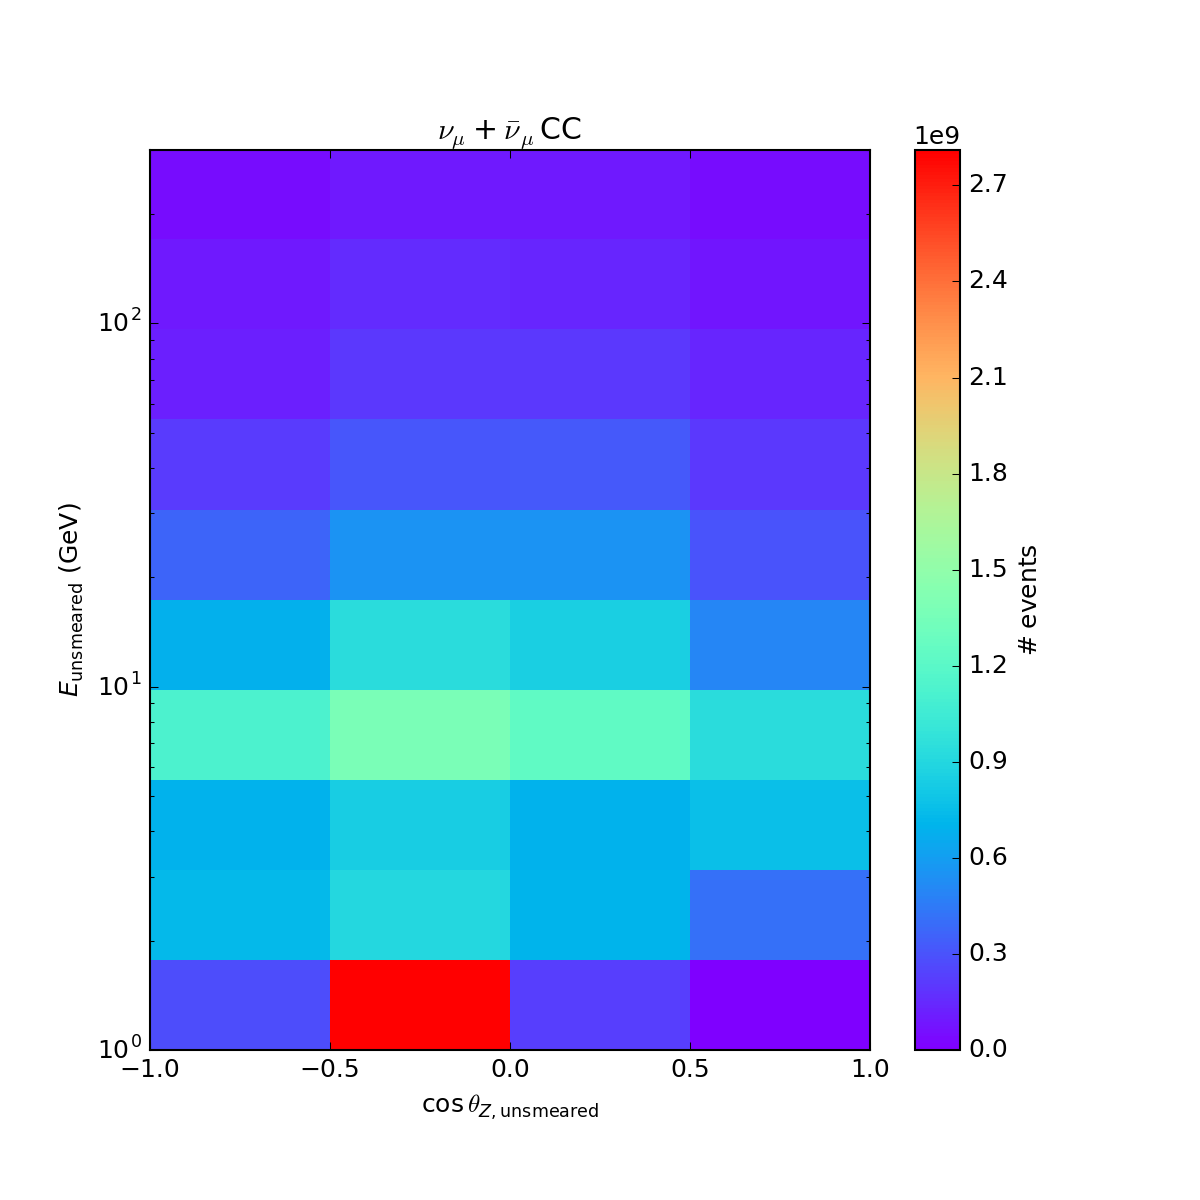 ν_μ + ν̄_μ CC
1e9
10²
10¹
10⁰
E_unsmeared (GeV)
−1.0 −0.5 0.0 0.5 1.0
cos θ_Z, unsmeared
2.7
2.4
2.1
1.8
1.5
1.2
0.9
0.6
0.3
0.0
# events